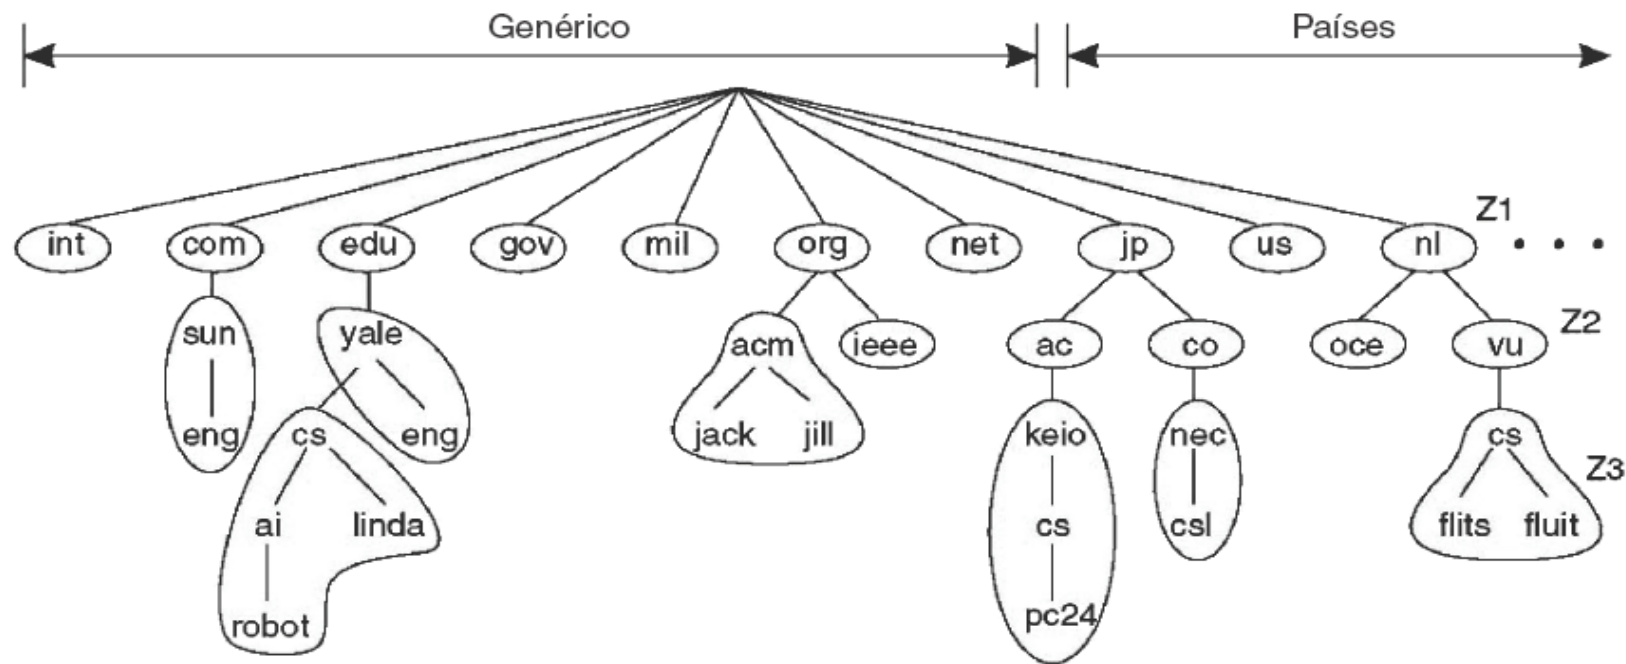 Genérico Países
int com edu gov mil org net jp us nl Z1 • • •
sun yale acm ieee ac co oce vu Z2
eng cs eng jack jill keio nec cs Z3
ai linda cs csl flits fluit
robot pc24